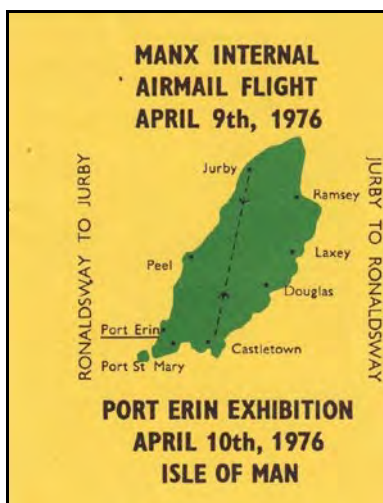 MANX INTERNAL
AIRMAIL FLIGHT
APRIL 9th, 1976
RONALDSWAY TO JURBY
JURBY TO RONALDSWAY
Jurby
Ramsey
Peel
Laxey
Douglas
Port Erin
Castletown
Port St Mary
PORT ERIN EXHIBITION
APRIL 10th, 1976
ISLE OF MAN